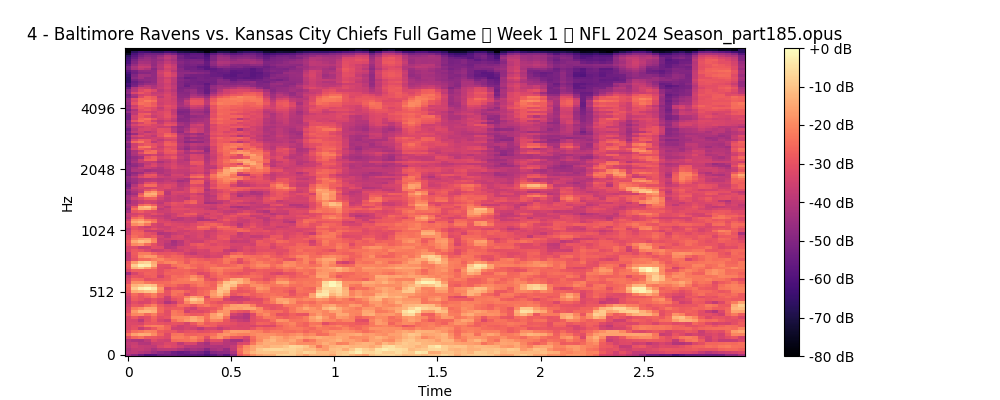 4 - Baltimore Ravens vs. Kansas City Chiefs Full Game ▯ Week 1 ▯ NFL 2024 Season_part185.opus
+0 dB
-10 dB
-20 dB
-30 dB
-40 dB
-50 dB
-60 dB
-70 dB
-80 dB
4096
2048
1024
512
0
Hz
0
0.5
1
1.5
2
2.5
Time